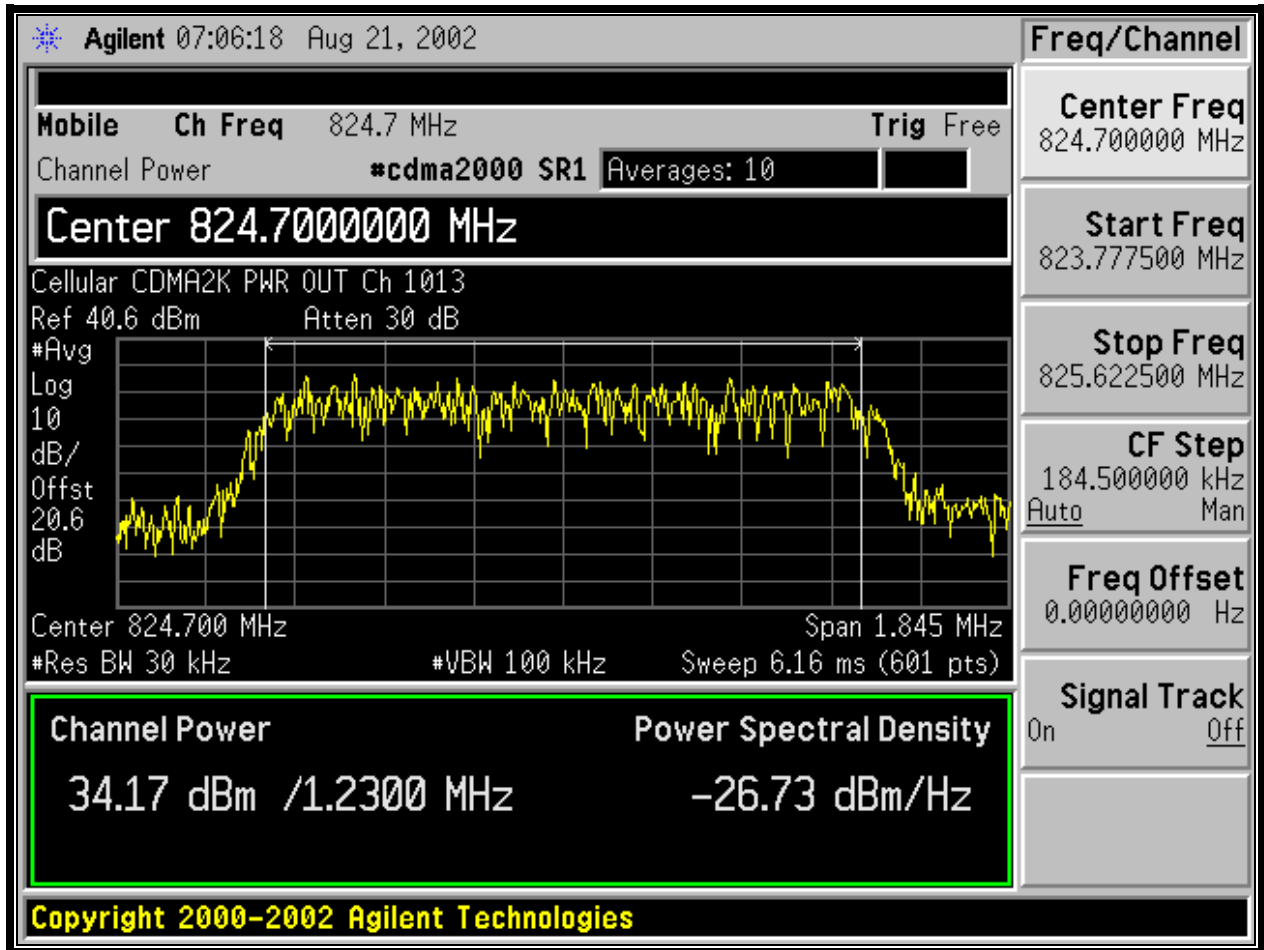 Agilent 07:06:18 Aug 21, 2002
Freq/Channel
Mobile Ch Freq 824.7 MHz Trig Free
Channel Power #cdma2000 SR1 Averages: 10
Center 824.7000000 MHz
Cellular CDMA2K PWR OUT Ch 1013
Ref 40.6 dBm Atten 30 dB
#Avg
Log
10
dB/
Offst
20.6
dB
Center 824.700 MHz Span 1.845 MHz
#Res BW 30 kHz #VBW 100 kHz Sweep 6.16 ms (601 pts)
Channel Power Power Spectral Density
34.17 dBm /1.2300 MHz -26.73 dBm/Hz
Center Freq
824.700000 MHz
Start Freq
823.777500 MHz
Stop Freq
825.622500 MHz
CF Step
184.500000 kHz
Auto Man
Freq Offset
0.00000000 Hz
Signal Track
On Off
Copyright 2000-2002 Agilent Technologies